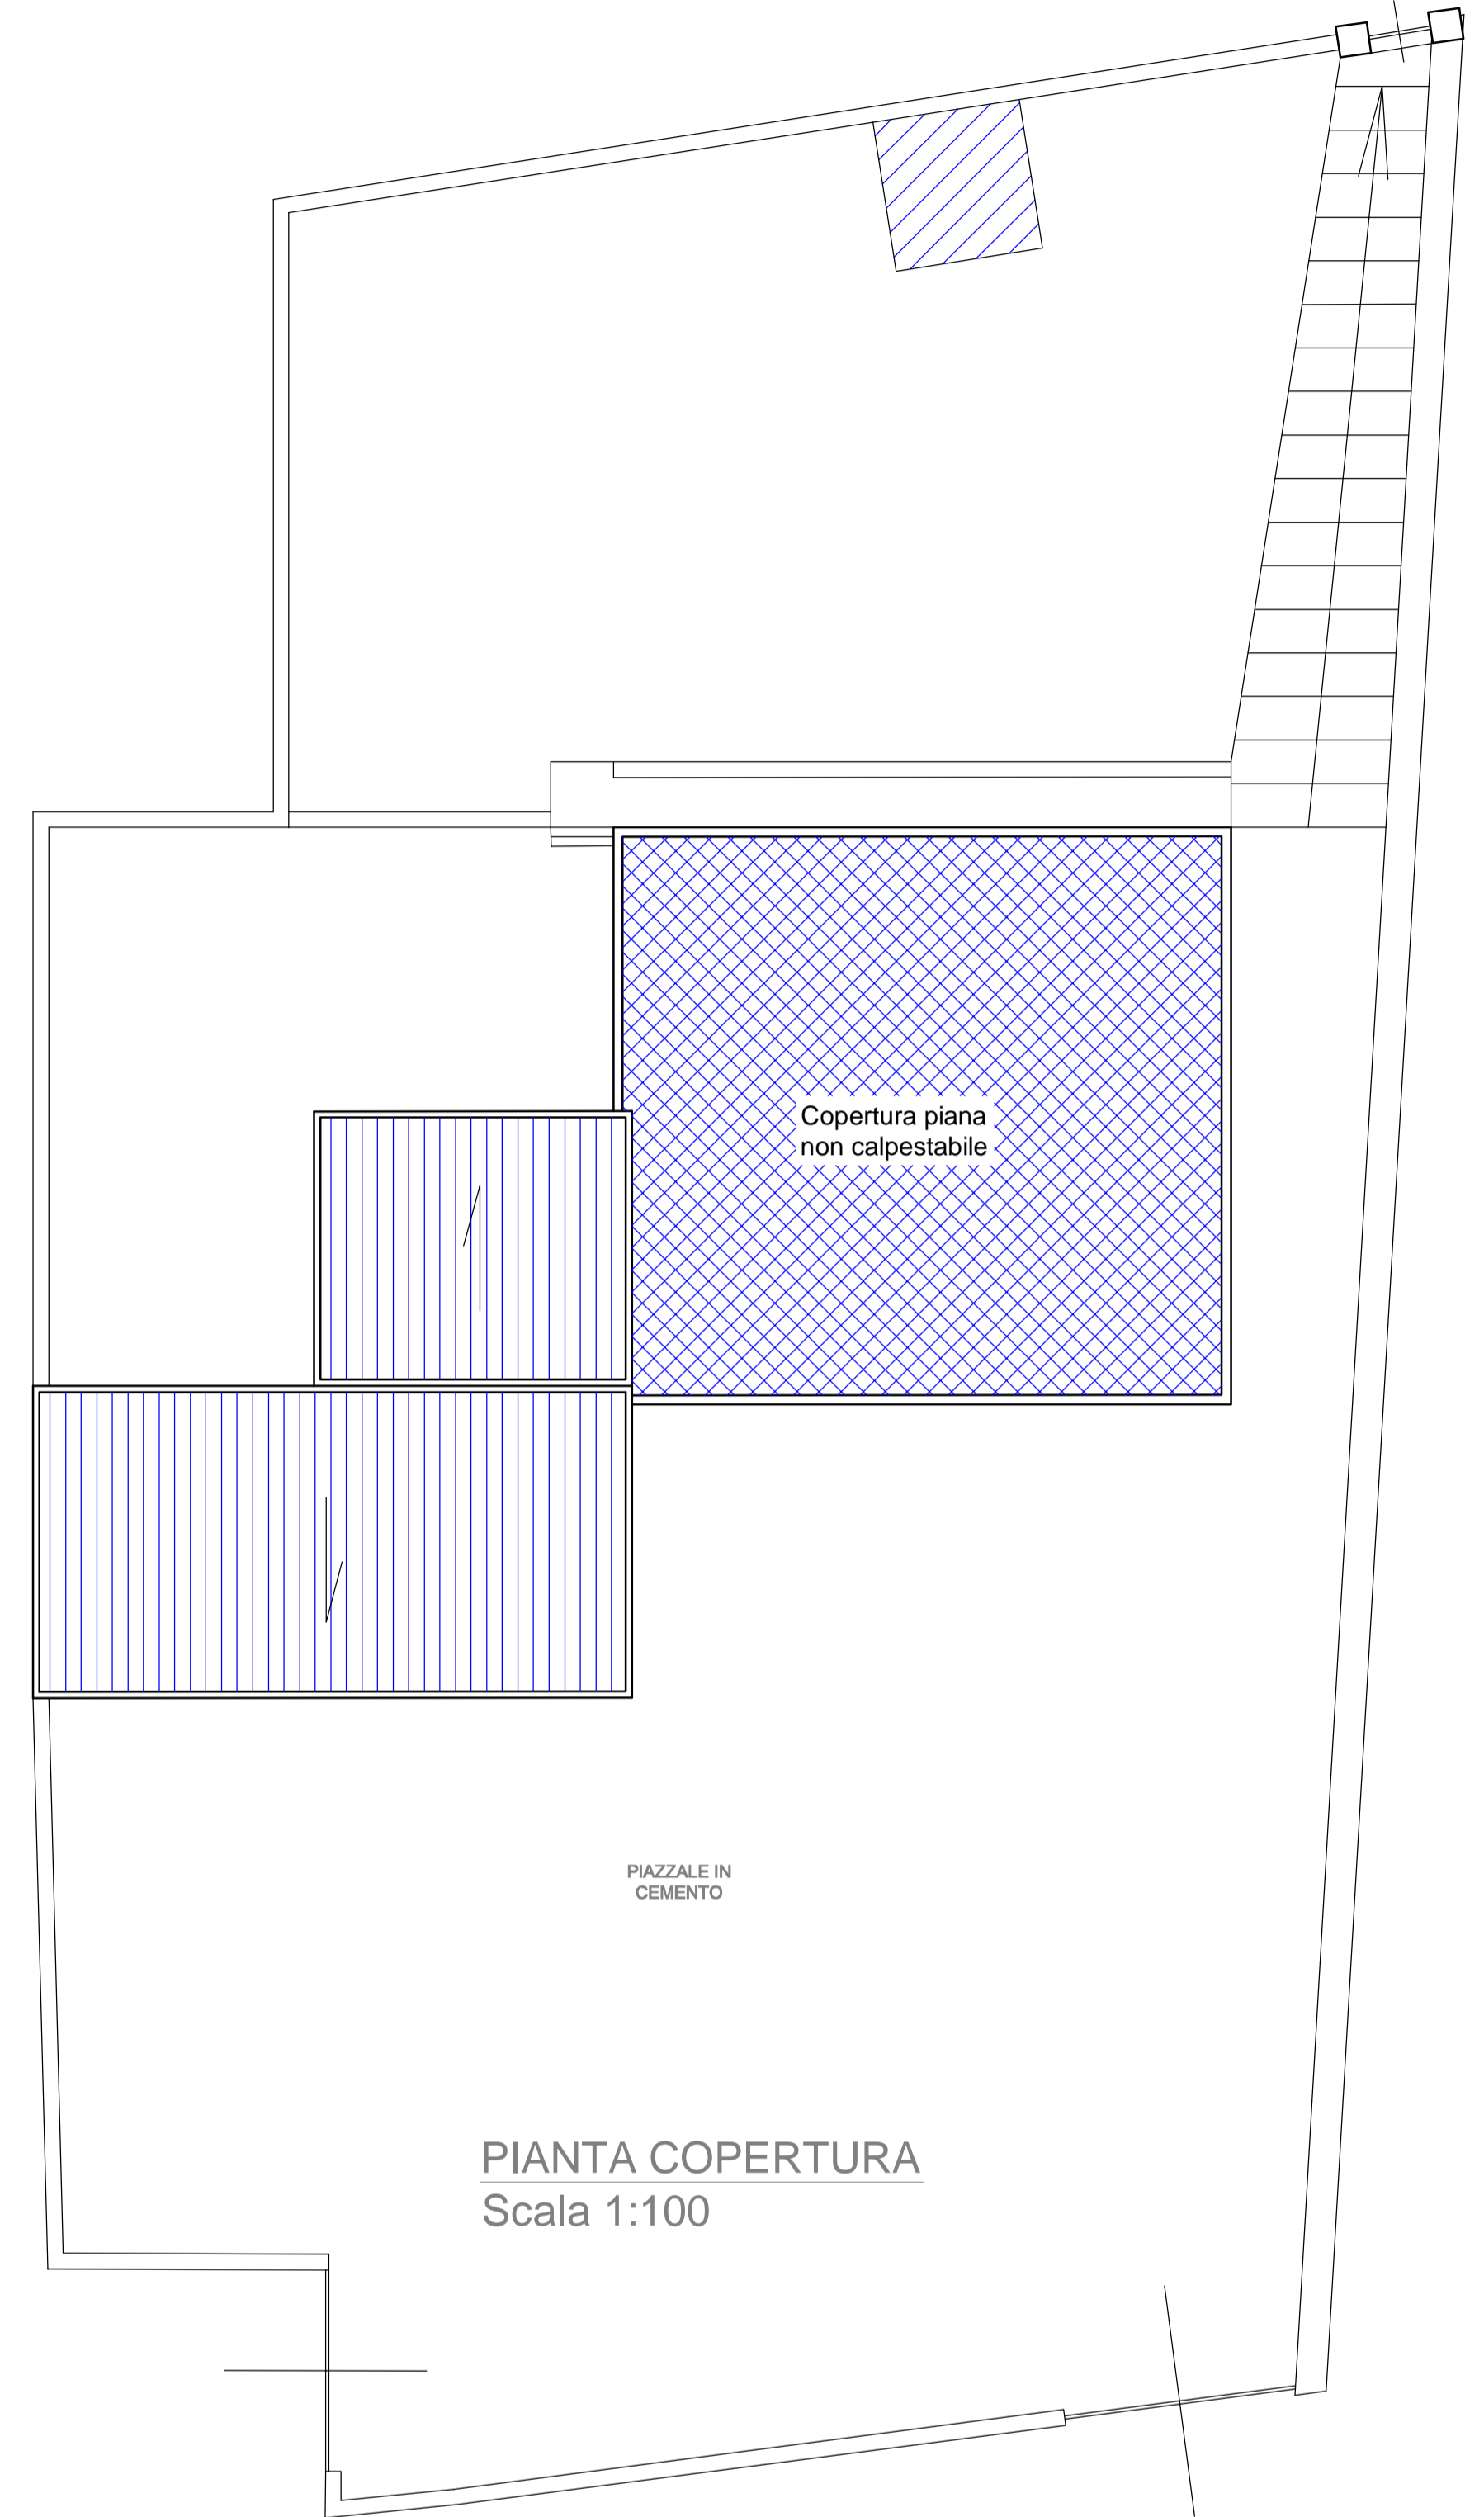 Copertura piana
non calpestabile
PIAZZALE IN
CEMENTO
PIANTA COPERTURA
Scala 1:100